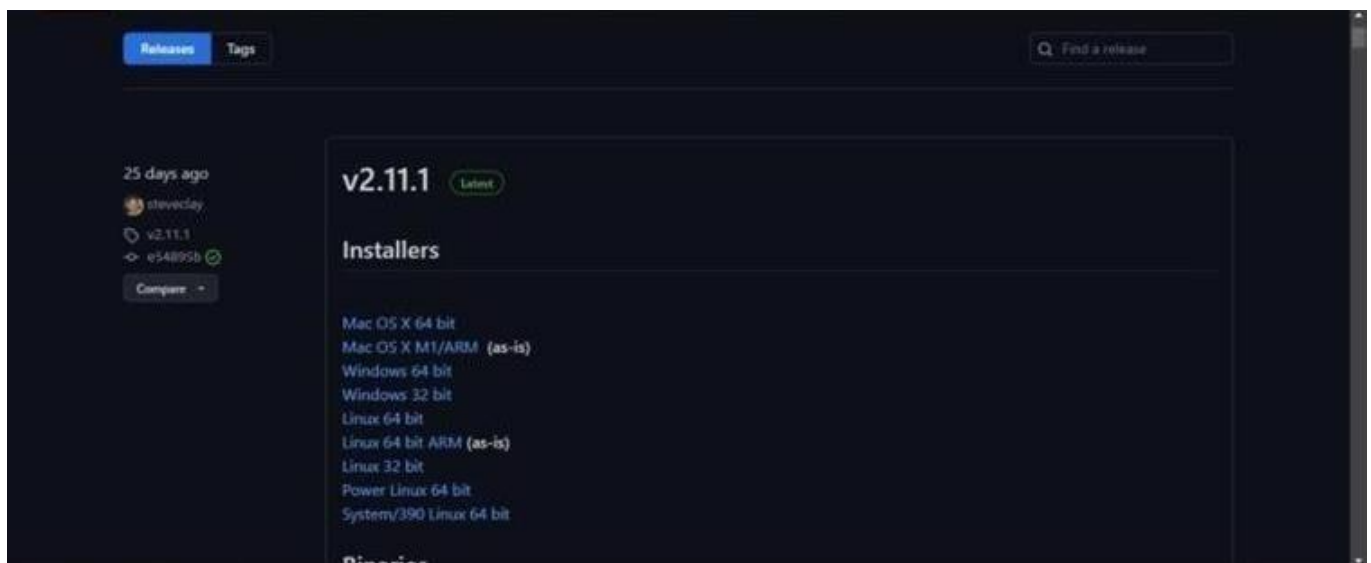 Releases Tags
Find a release
25 days ago
steveclay
v2.11.1
e54895b
Compare
v2.11.1 Latest
Installers
Mac OS X 64 bit
Mac OS X M1/ARM (as-is)
Windows 64 bit
Windows 32 bit
Linux 64 bit
Linux 64 bit ARM (as-is)
Linux 32 bit
Power Linux 64 bit
System/390 Linux 64 bit
Binaries